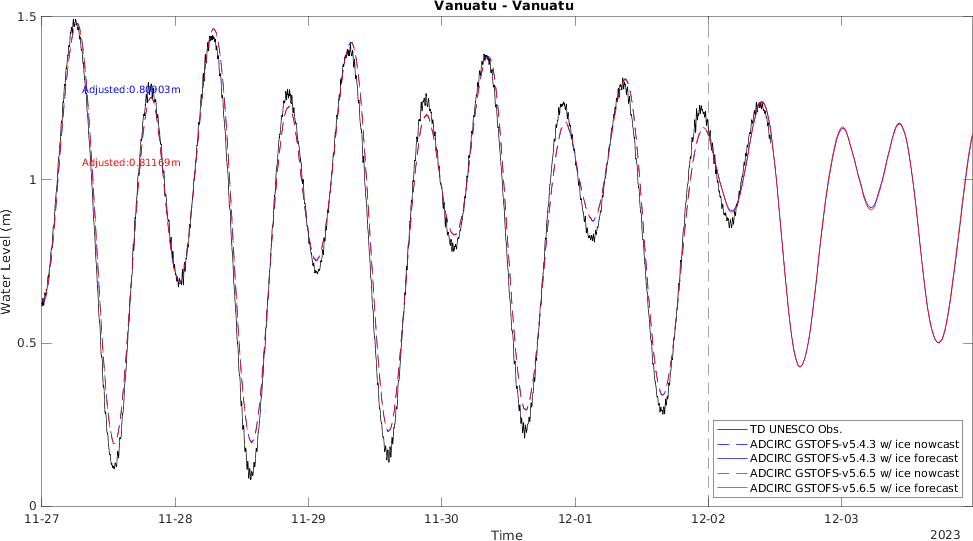 Vanuatu - Vanuatu
1.5
Adjusted:0.80903m
Adjusted:0.81169m
1
Water Level (m)
0.5
0
TD UNESCO Obs.
ADCIRC GSTOFS-v5.4.3 w/ ice nowcast
ADCIRC GSTOFS-v5.4.3 w/ ice forecast
ADCIRC GSTOFS-v5.6.5 w/ ice nowcast
ADCIRC GSTOFS-v5.6.5 w/ ice forecast
11-27 11-28 11-29 11-30 12-01 12-02 12-03
Time
2023